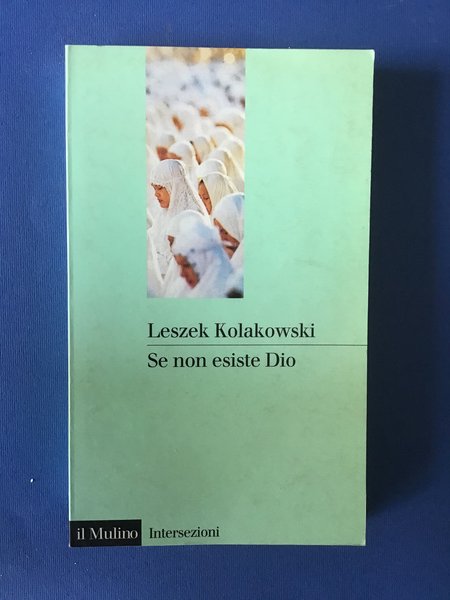 Leszek Kolakowski
Se non esiste Dio
il Mulino Intersezioni